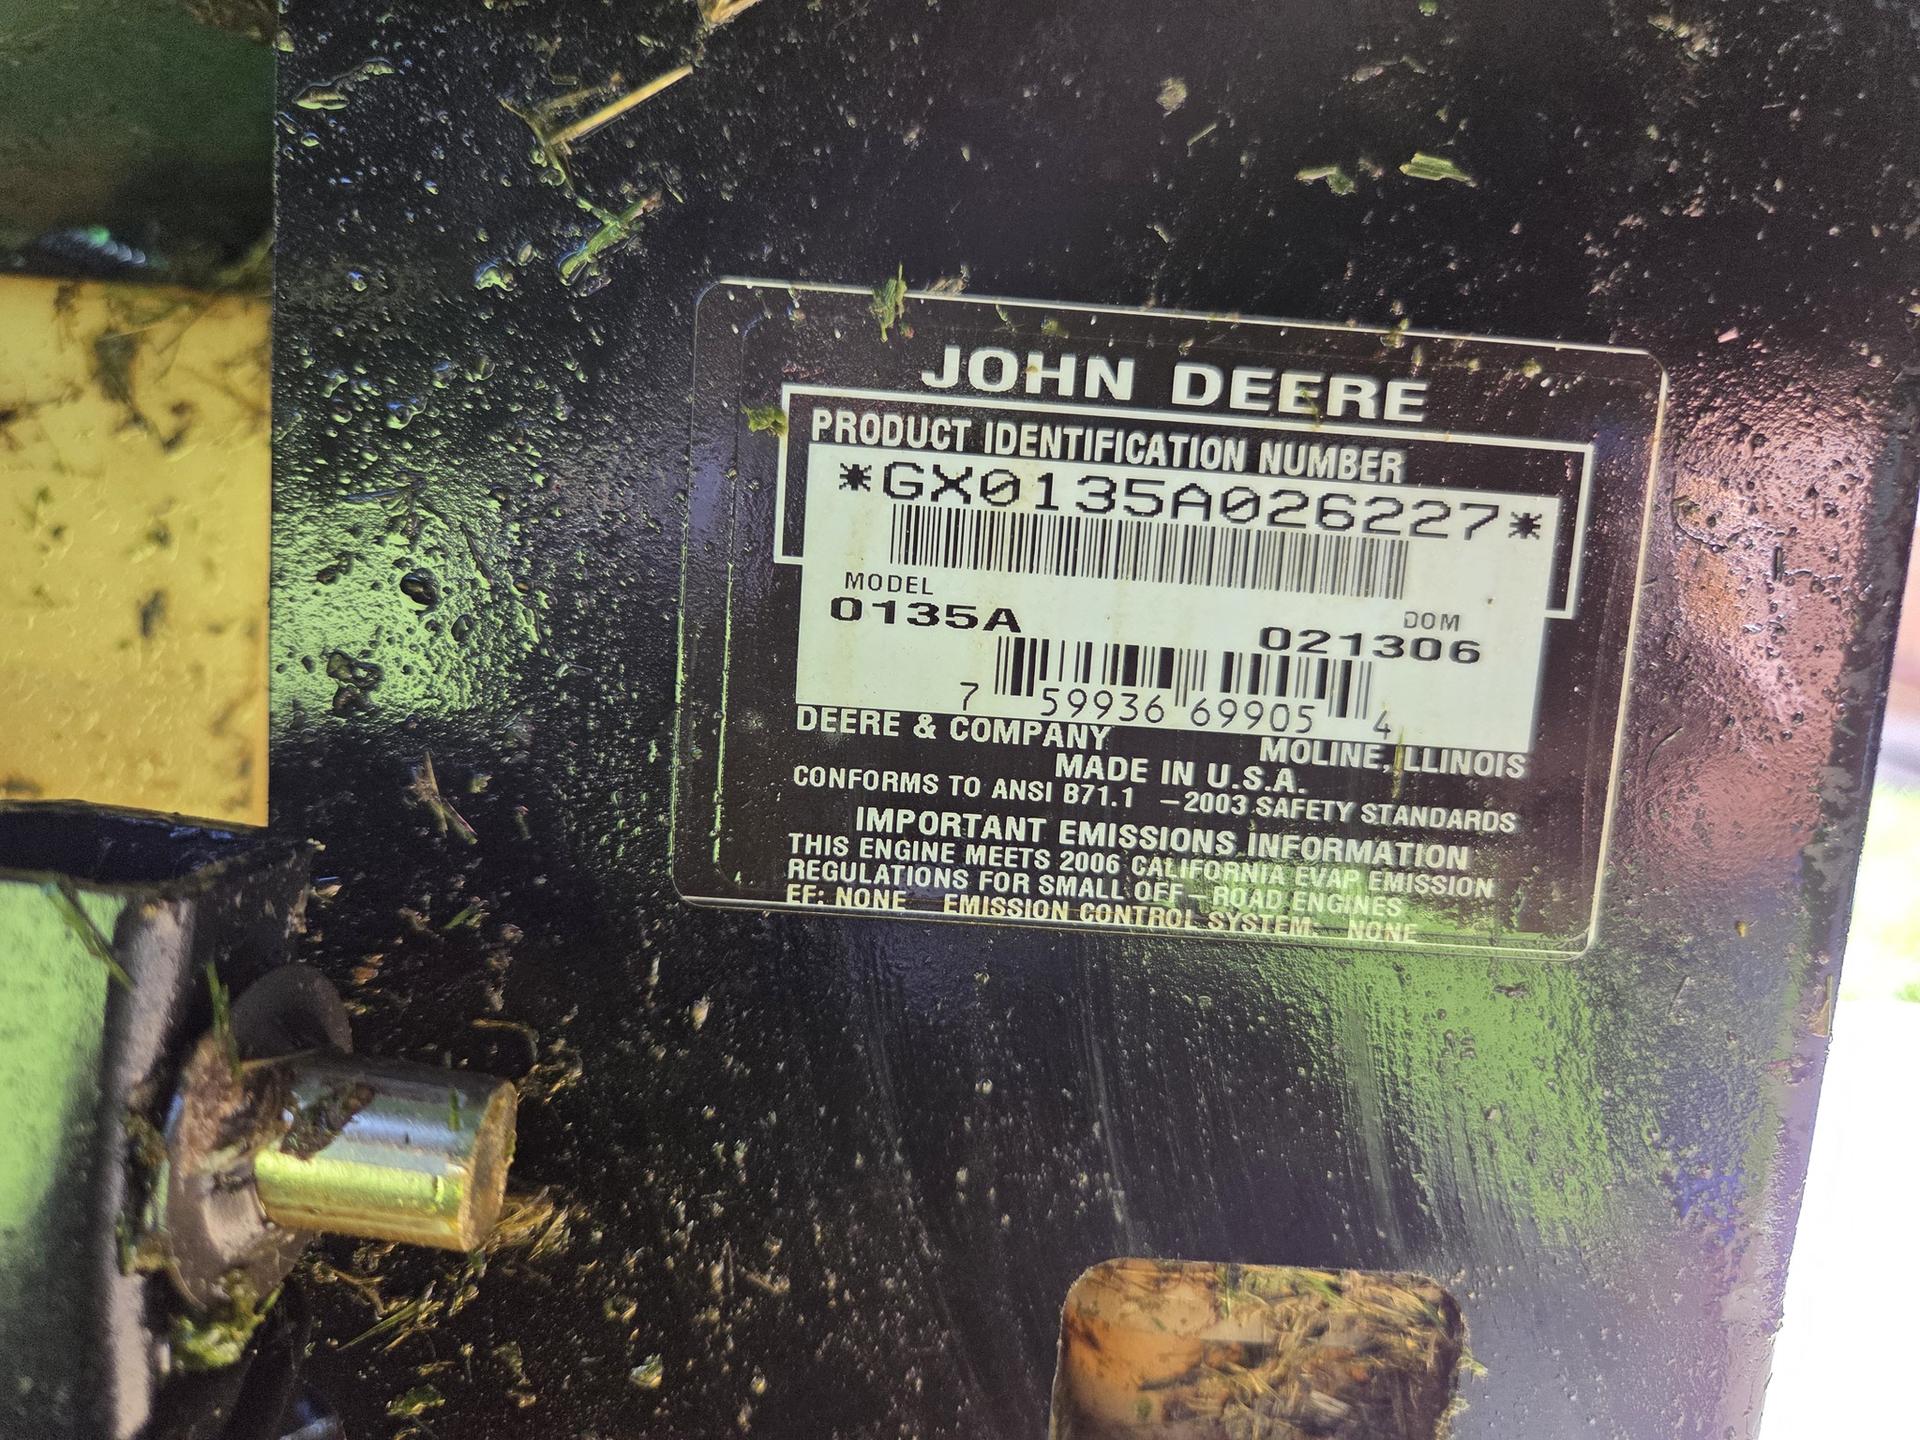 JOHN DEERE
PRODUCT IDENTIFICATION NUMBER
*GX0135A026227*
MODEL
0135A
DOM
021306
7 59936 69905 4
DEERE & COMPANY
MOLINE, ILLINOIS
MADE IN U.S.A.
CONFORMS TO ANSI B71.1 -2003 SAFETY STANDARDS
IMPORTANT EMISSIONS INFORMATION
THIS ENGINE MEETS 2006 CALIFORNIA EVAP EMISSION
REGULATIONS FOR SMALL OFF-ROAD ENGINES
EF: NONE EMISSION CONTROL SYSTEM: NONE